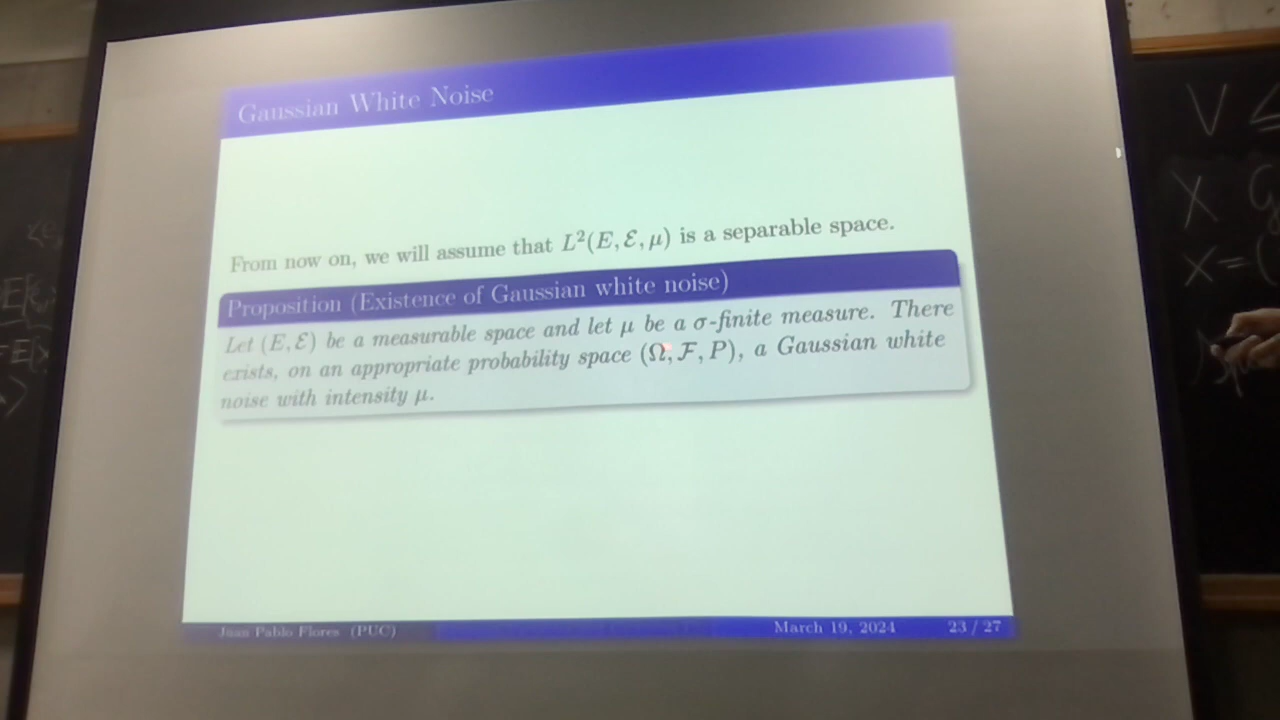 Gaussian White Noise
From now on, we will assume that L²(E, ℰ, μ) is a separable space.
Proposition (Existence of Gaussian white noise)
Let (E, ℰ) be a measurable space and let μ be a σ-finite measure. There
exists, on an appropriate probability space (Ω, ℱ, P), a Gaussian white
noise with intensity μ.
Juan Pablo Flores (PUC)
March 19, 2024
23 / 27
V
X
X = (